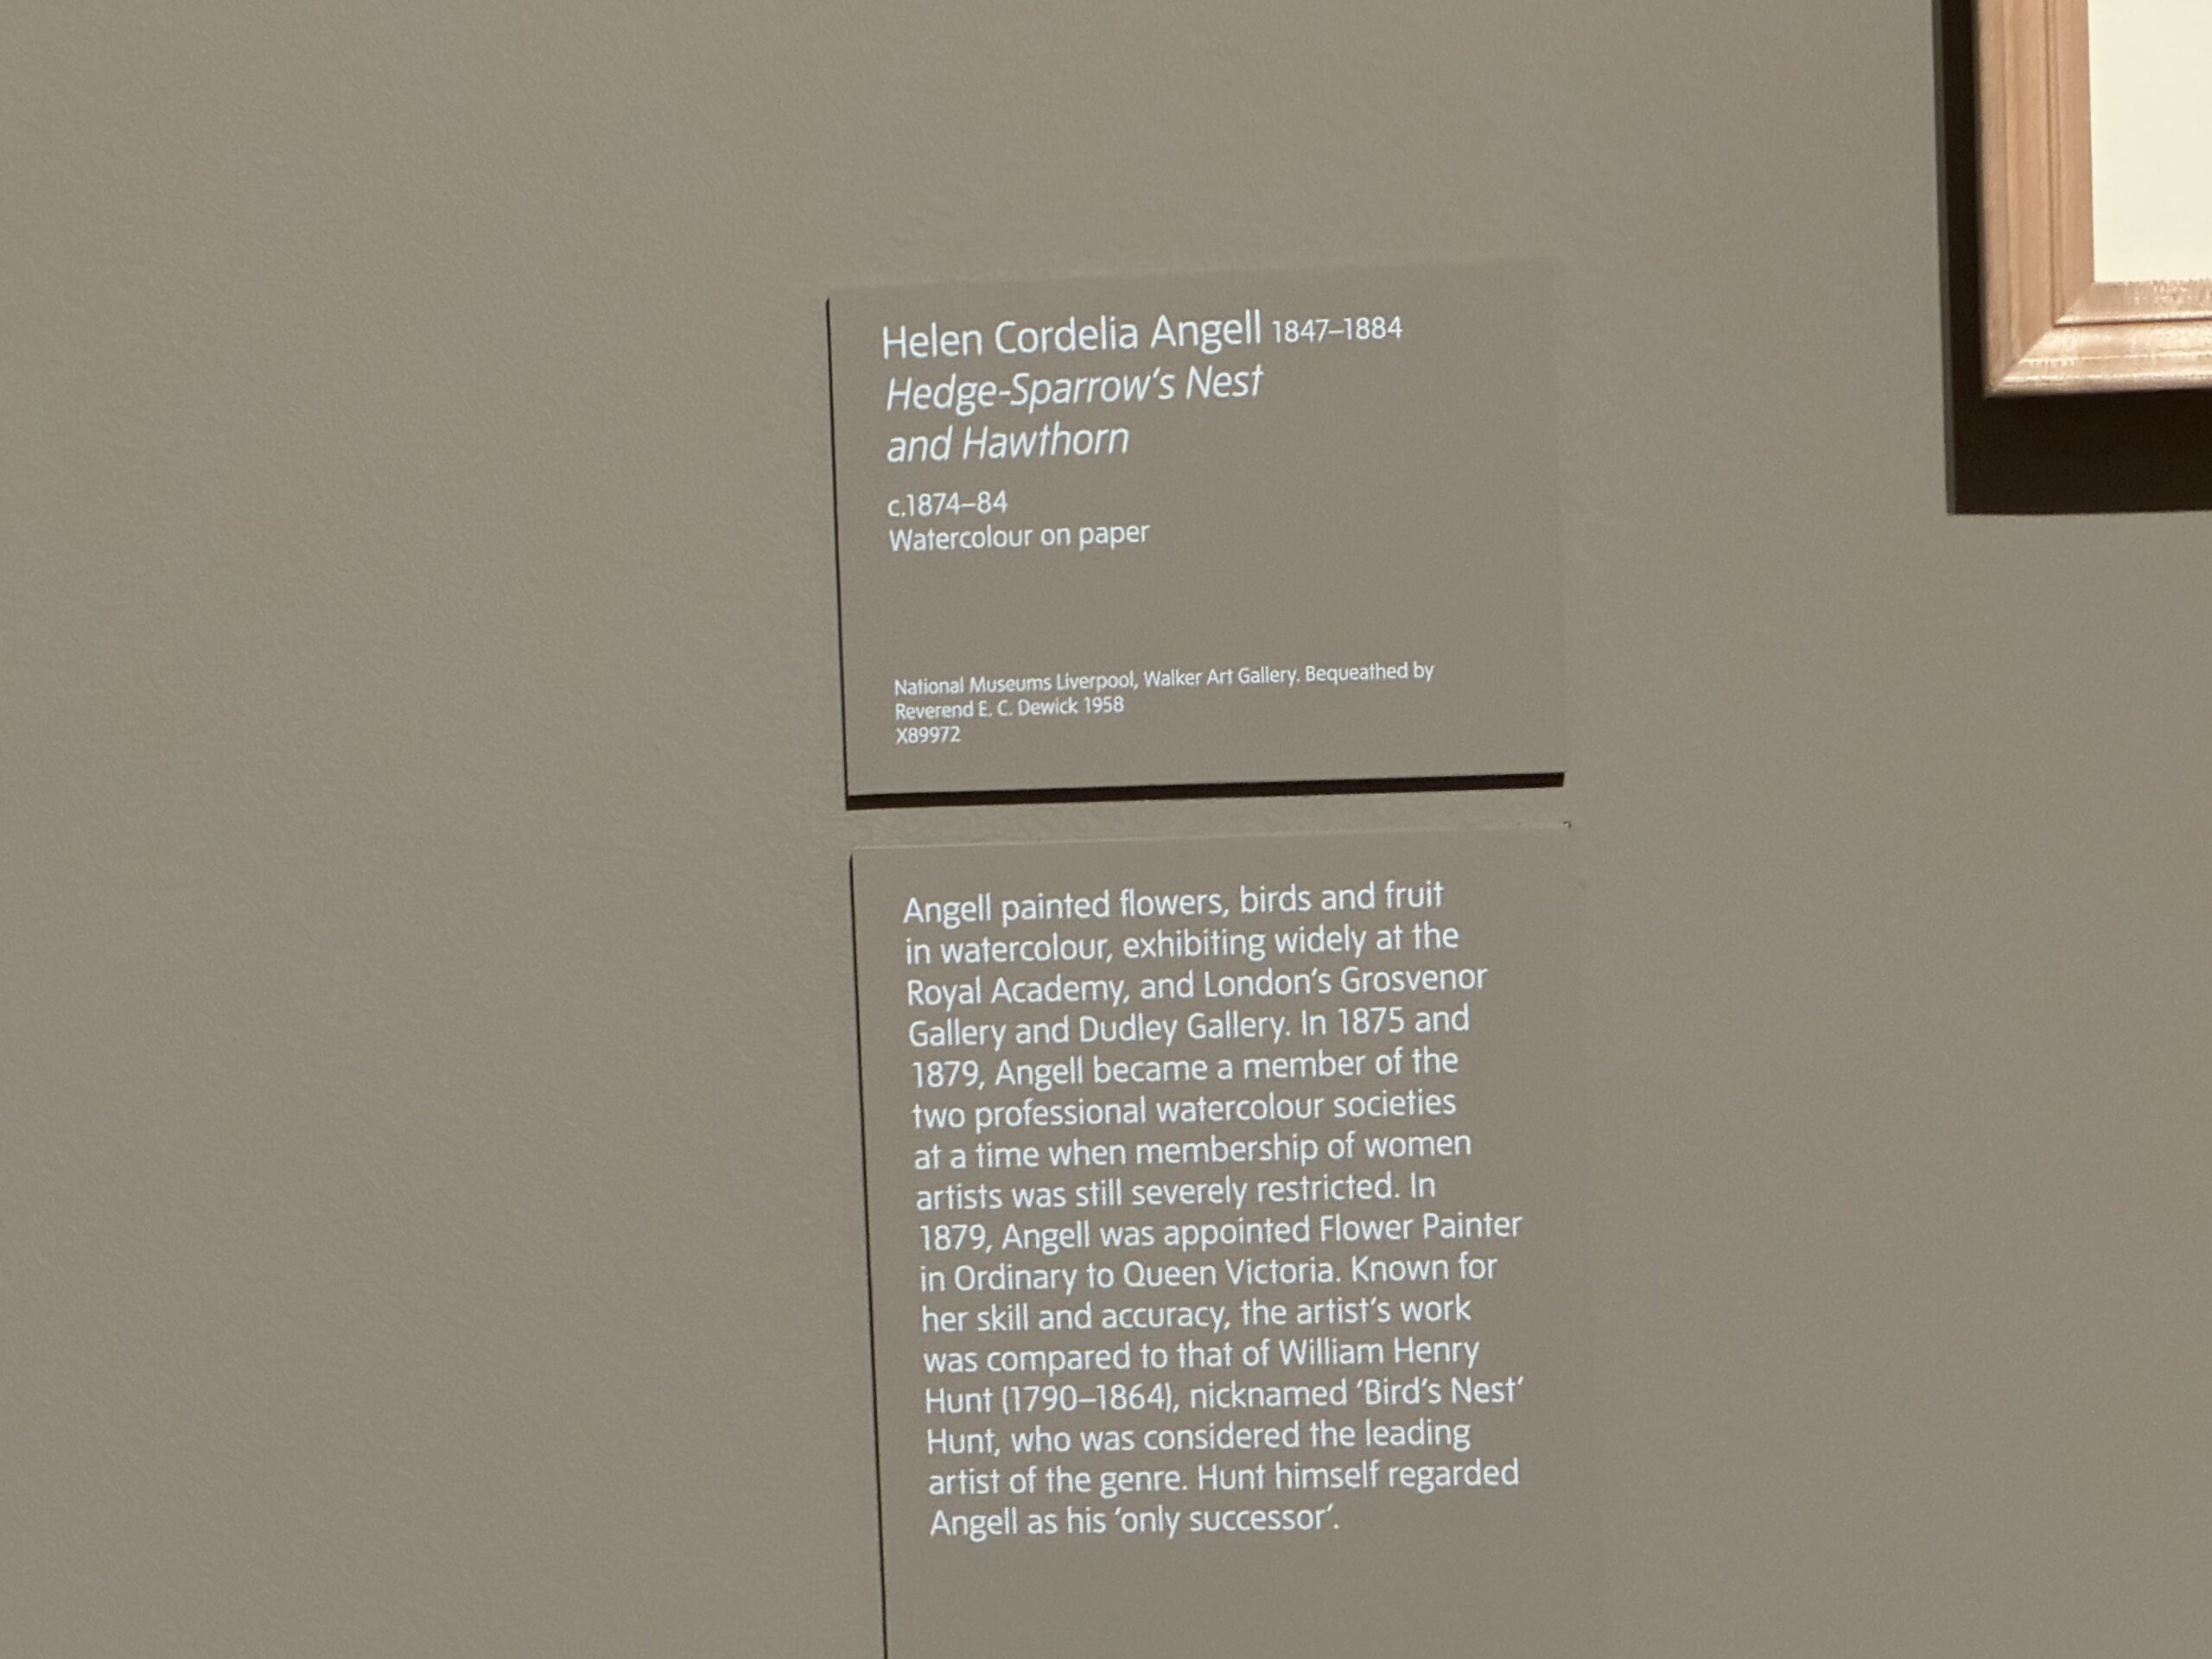 Helen Cordelia Angell 1847–1884
Hedge-Sparrow's Nest
and Hawthorn
c.1874–84
Watercolour on paper
National Museums Liverpool, Walker Art Gallery. Bequeathed by
Reverend E. C. Dewick 1958
X89972
Angell painted flowers, birds and fruit
in watercolour, exhibiting widely at the
Royal Academy, and London's Grosvenor
Gallery and Dudley Gallery. In 1875 and
1879, Angell became a member of the
two professional watercolour societies
at a time when membership of women
artists was still severely restricted. In
1879, Angell was appointed Flower Painter
in Ordinary to Queen Victoria. Known for
her skill and accuracy, the artist's work
was compared to that of William Henry
Hunt (1790–1864), nicknamed 'Bird's Nest'
Hunt, who was considered the leading
artist of the genre. Hunt himself regarded
Angell as his 'only successor'.